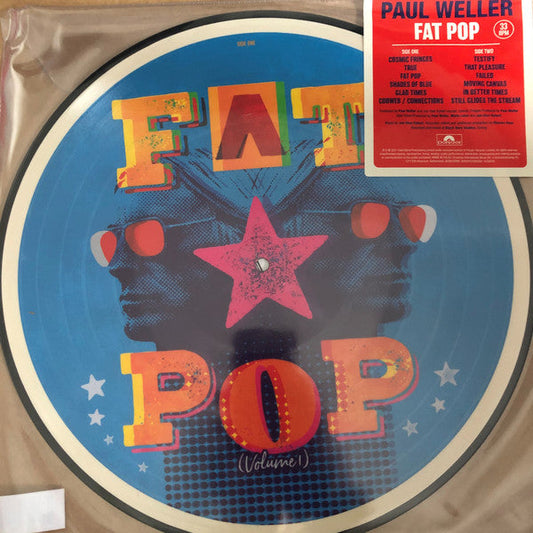 SIDE ONE
FAT
POP
(Volume 1)
PAUL WELLER
FAT POP
33
RPM
SIDE ONE
COSMIC FRINGES
TRUE
FAT POP
SHADES OF BLUE
GLAD TIMES
COBWEB / CONNECTIONS
SIDE TWO
TESTIFY
THAT PLEASURE
FAILED
MOVING CANVAS
IN BETTER TIMES
STILL GLIDES THE STREAM